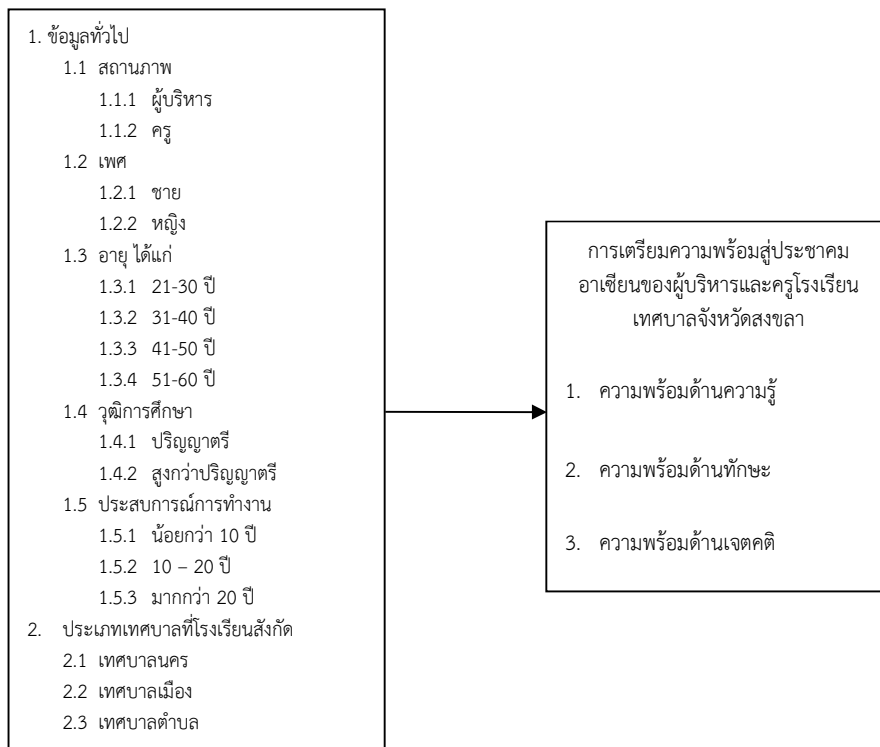 1. ข้อมูลทั่วไป
1.1 สถานภาพ
1.1.1 ผู้บริหาร
1.1.2 ครู
1.2 เพศ
1.2.1 ชาย
1.2.2 หญิง
1.3 อายุ ได้แก่
1.3.1 21-30 ปี
1.3.2 31-40 ปี
1.3.3 41-50 ปี
1.3.4 51-60 ปี
1.4 วุฒิการศึกษา
1.4.1 ปริญญาตรี
1.4.2 สูงกว่าปริญญาตรี
1.5 ประสบการณ์การทำงาน
1.5.1 น้อยกว่า 10 ปี
1.5.2 10 – 20 ปี
1.5.3 มากกว่า 20 ปี
2. ประเภทเทศบาลที่โรงเรียนสังกัด
2.1 เทศบาลนคร
2.2 เทศบาลเมือง
2.3 เทศบาลตำบล
การเตรียมความพร้อมสู่ประชาคม
อาเซียนของผู้บริหารและครูโรงเรียน
เทศบาลจังหวัดสงขลา
1. ความพร้อมด้านความรู้
2. ความพร้อมด้านทักษะ
3. ความพร้อมด้านเจตคติ